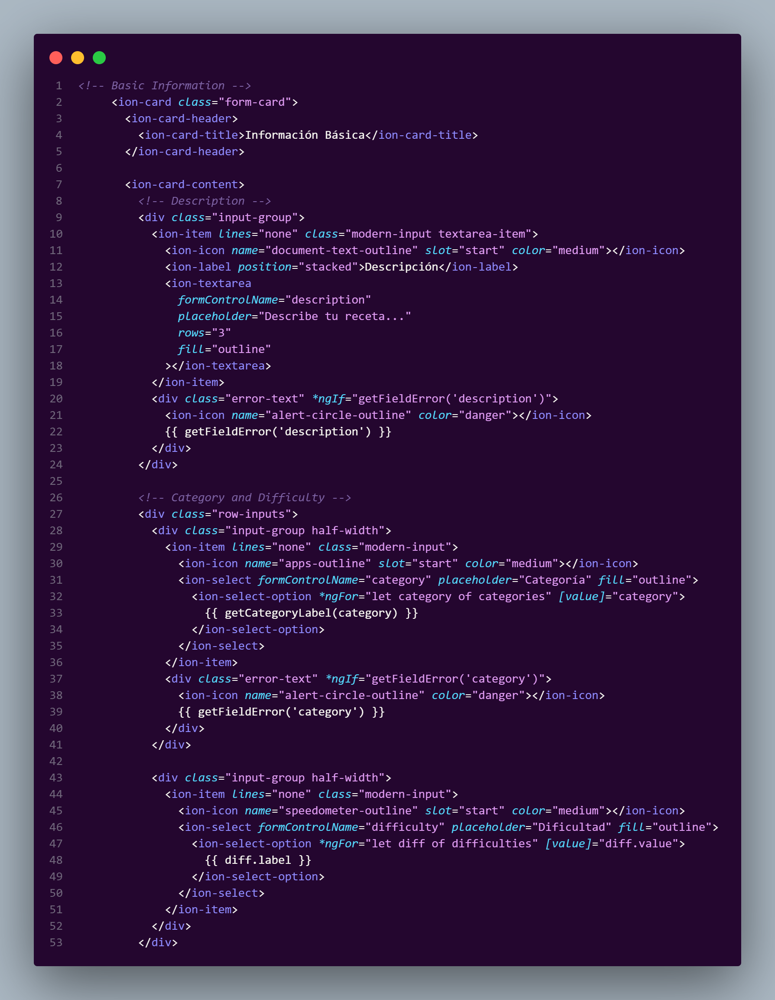 1 <!-- Basic Information -->
2      <ion-card class="form-card">
3        <ion-card-header>
4          <ion-card-title>Información Básica</ion-card-title>
5        </ion-card-header>
6
7        <ion-card-content>
8          <!-- Description -->
9          <div class="input-group">
10            <ion-item lines="none" class="modern-input textarea-item">
11              <ion-icon name="document-text-outline" slot="start" color="medium"></ion-icon>
12              <ion-label position="stacked">Descripción</ion-label>
13              <ion-textarea
14                formControlName="description"
15                placeholder="Describe tu receta..."
16                rows="3"
17                fill="outline"
18              ></ion-textarea>
19            </ion-item>
20            <div class="error-text" *ngIf="getFieldError('description')">
21              <ion-icon name="alert-circle-outline" color="danger"></ion-icon>
22              {{ getFieldError('description') }}
23            </div>
24          </div>
25
26          <!-- Category and Difficulty -->
27          <div class="row-inputs">
28            <div class="input-group half-width">
29              <ion-item lines="none" class="modern-input">
30                <ion-icon name="apps-outline" slot="start" color="medium"></ion-icon>
31                <ion-select formControlName="category" placeholder="Categoría" fill="outline">
32                  <ion-select-option *ngFor="let category of categories" [value]="category">
33                    {{ getCategoryLabel(category) }}
34                  </ion-select-option>
35                </ion-select>
36              </ion-item>
37              <div class="error-text" *ngIf="getFieldError('category')">
38                <ion-icon name="alert-circle-outline" color="danger"></ion-icon>
39                {{ getFieldError('category') }}
40              </div>
41            </div>
42
43            <div class="input-group half-width">
44              <ion-item lines="none" class="modern-input">
45                <ion-icon name="speedometer-outline" slot="start" color="medium"></ion-icon>
46                <ion-select formControlName="difficulty" placeholder="Dificultad" fill="outline">
47                  <ion-select-option *ngFor="let diff of difficulties" [value]="diff.value">
48                    {{ diff.label }}
49                  </ion-select-option>
50                </ion-select>
51              </ion-item>
52            </div>
53          </div>